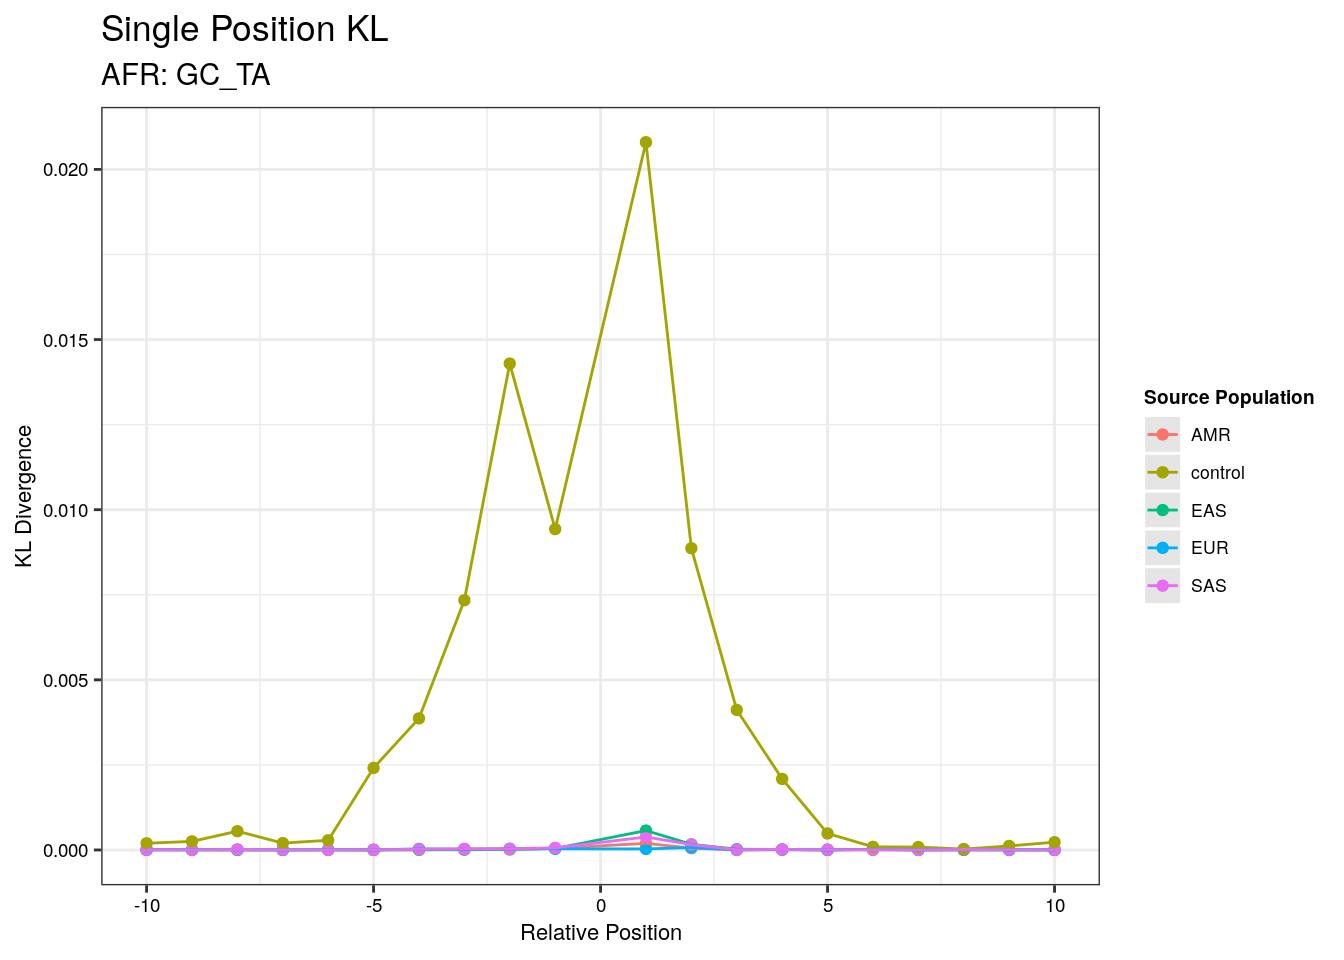 Single Position KL
AFR: GC_TA
KL Divergence
0.020
0.015
0.010
0.005
0.000
-10 -5 0 5 10
Relative Position
Source Population
AMR
control
EAS
EUR
SAS